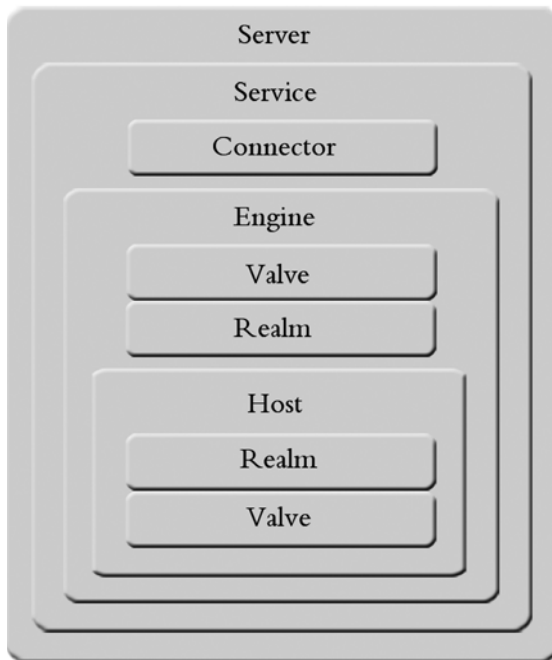 Server
Service
Connector
Engine
Valve
Realm
Host
Realm
Valve